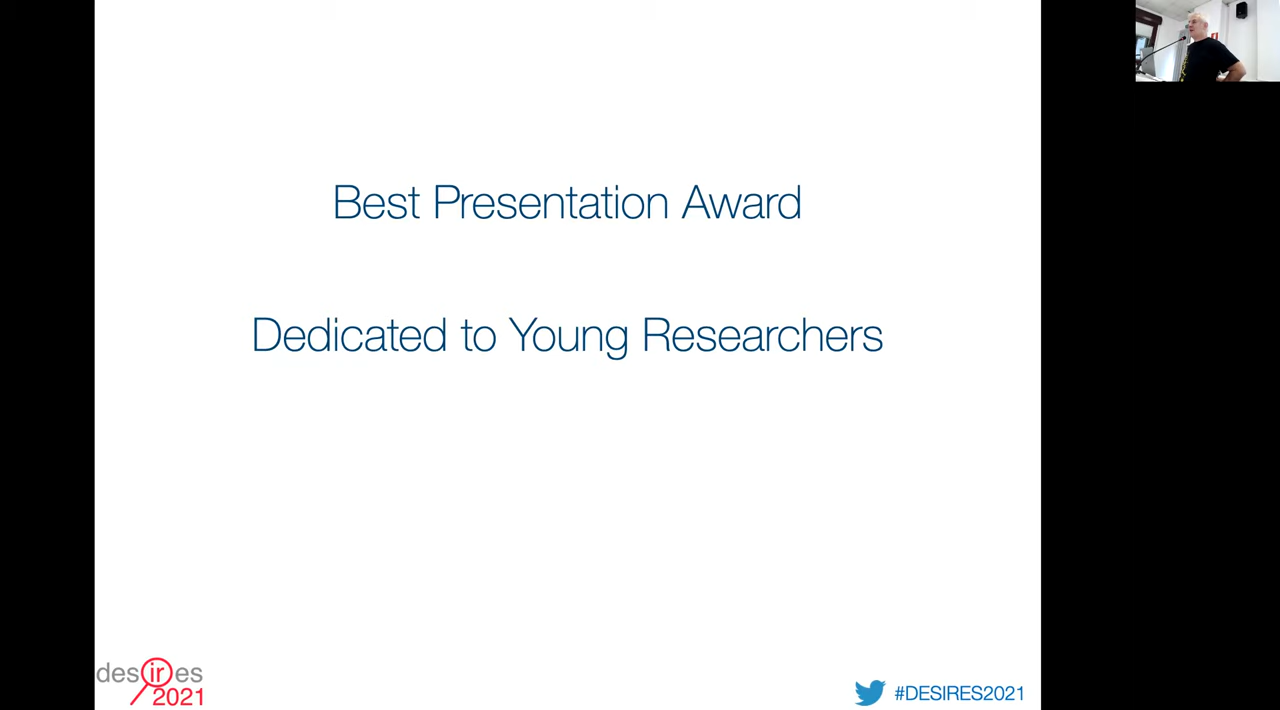 Best Presentation Award
Dedicated to Young Researchers
desires
2021
#DESIRES2021